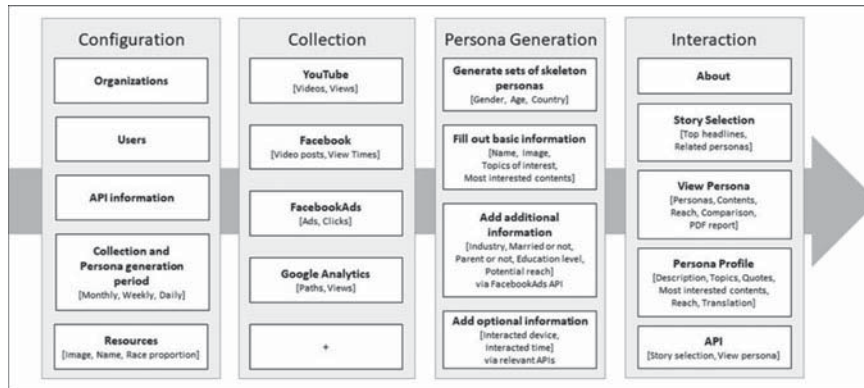 Configuration
Organizations
Users
API information
Collection and
Persona generation
period
[Monthly, Weekly, Daily]
Resources
[Image, Name, Race proportion]
Collection
YouTube
[Videos, Views]
Facebook
[Video posts, View Times]
FacebookAds
[Ads, Clicks]
Google Analytics
[Paths, Views]
+
Persona Generation
Generate sets of skeleton
personas
[Gender, Age, Country]
Fill out basic information
[Name, Image,
Topics of interest,
Most interested contents]
Add additional
information
[Industry, Married or not,
Parent or not, Education level,
Potential reach]
via FacebookAds API
Add optional information
[Interacted device,
Interacted time]
via relevant APIs
Interaction
About
Story Selection
[Top headlines,
Related personas]
View Persona
[Personas, Contents,
Reach, Comparison,
PDF report]
Persona Profile
[Description, Topics, Quotes,
Most interested contents,
Reach, Translation]
API
[Story selection, View persona]